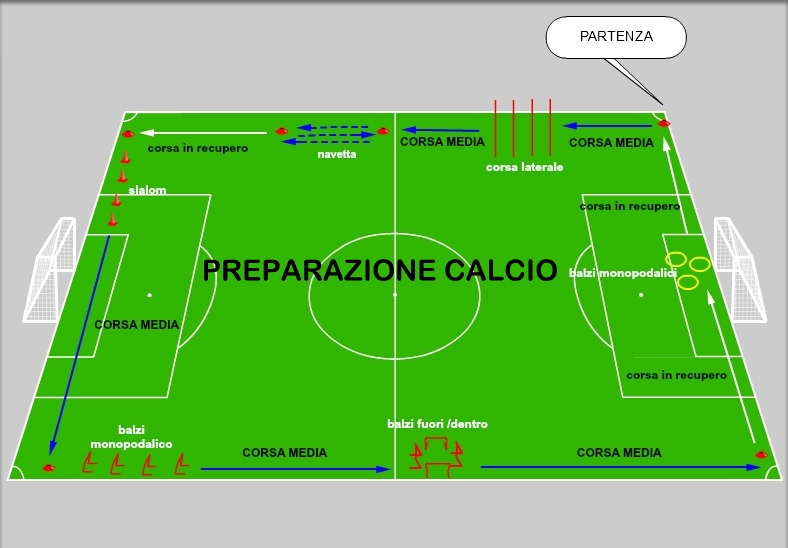 PARTENZA
CORSA MEDIA
CORSA MEDIA
corsa in recupero
navetta
corsa laterale
slalom
corsa in recupero
PREPARAZIONE CALCIO
balzi monopodalici
CORSA MEDIA
corsa in recupero
balzi fuori /dentro
balzi
monopodalico
CORSA MEDIA
CORSA MEDIA